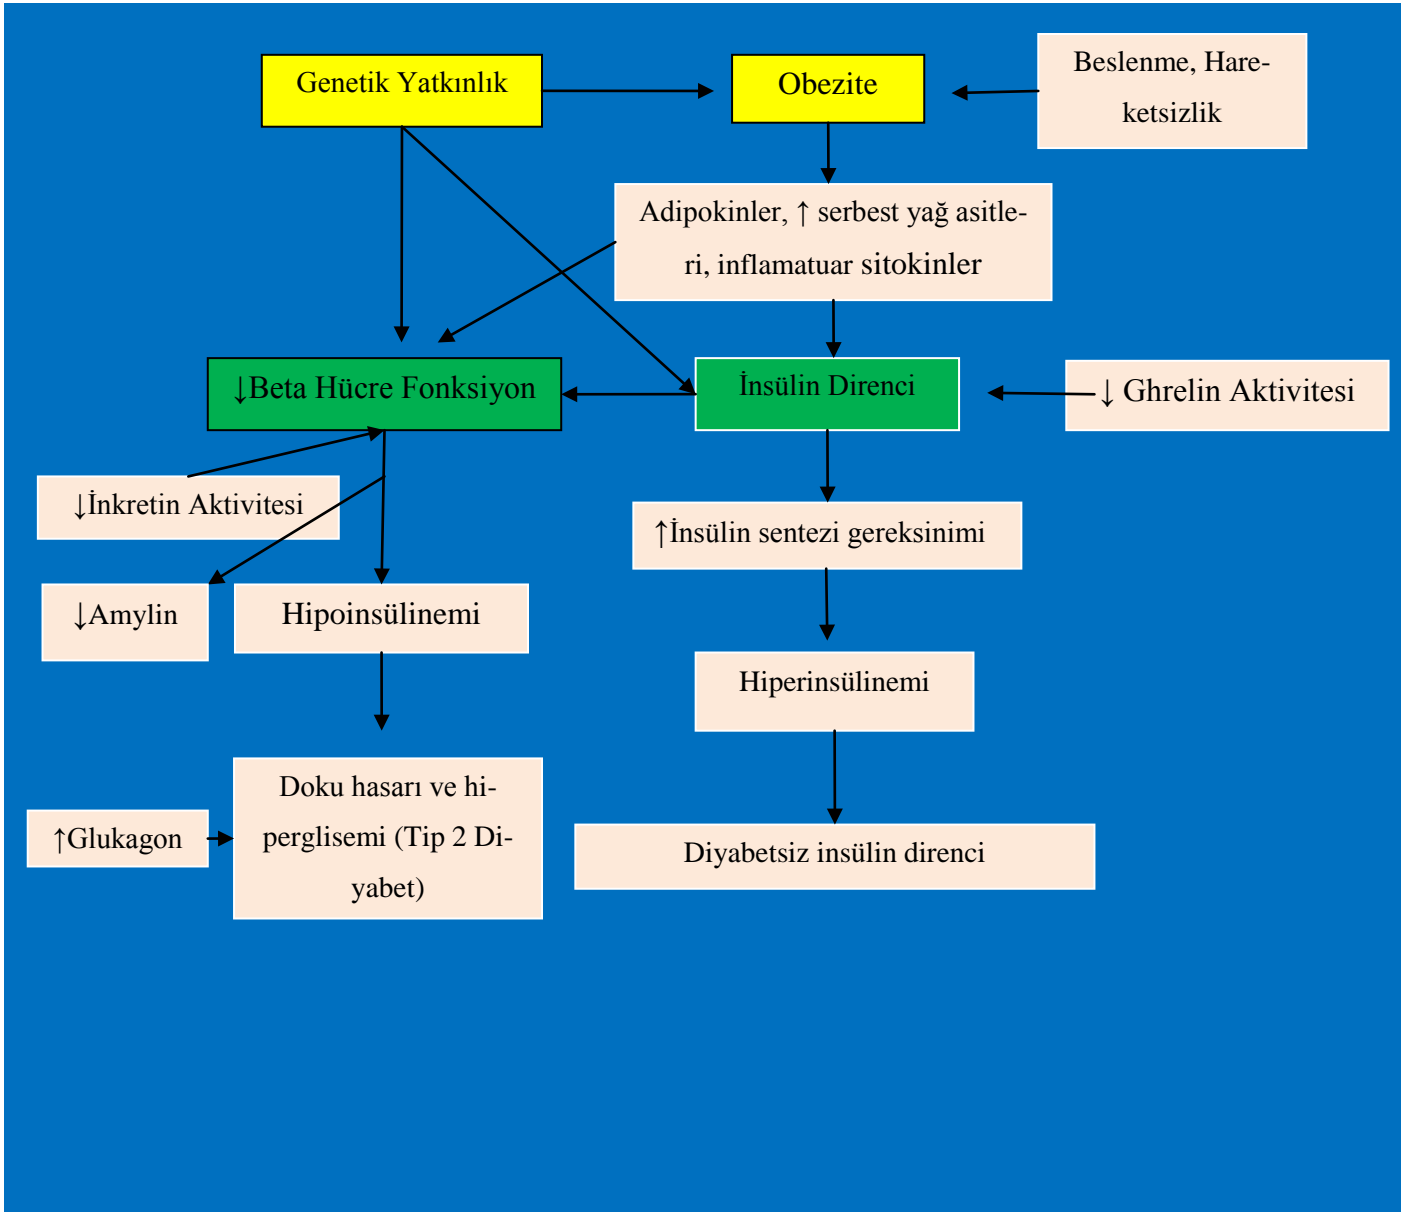 Genetik Yatkınlık
Obezite
Beslenme, Hare-
ketsizlik
Adipokinler, ↑ serbest yağ asitle-
ri, inflamatuar sitokinler
↓Beta Hücre Fonksiyon
İnsülin Direnci
↓ Ghrelin Aktivitesi
↓İnkretin Aktivitesi
↑İnsülin sentezi gereksinimi
↓Amylin
Hipoinsülinemi
Hiperinsülinemi
↑Glukagon
Doku hasarı ve hi-
perglisemi (Tip 2 Di-
yabet)
Diyabetsiz insülin direnci